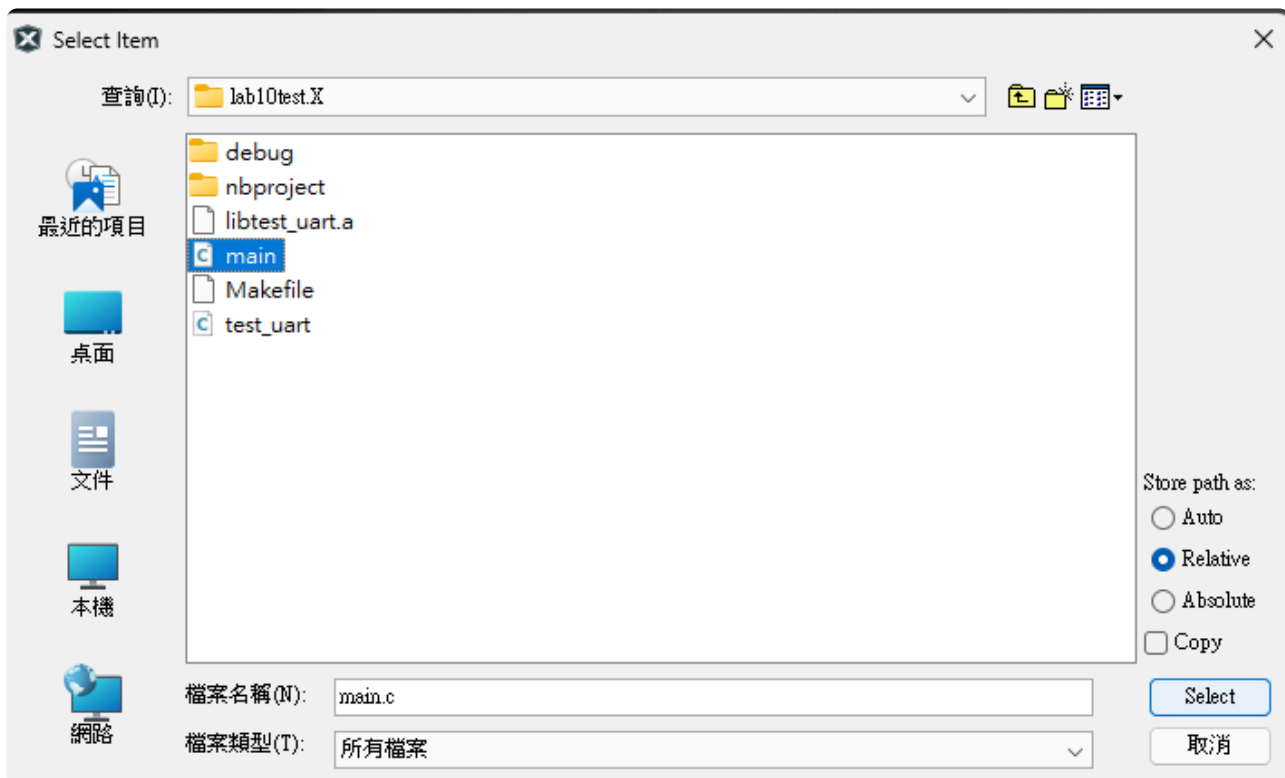 Select Item
查詢(I):
lab10test.X
debug
nbproject
libtest_uart.a
main
Makefile
test_uart
最近的項目
桌面
文件
本機
網路
Store path as:
Auto
Relative
Absolute
Copy
檔案名稱(N):
main.c
Select
檔案類型(T):
所有檔案
取消